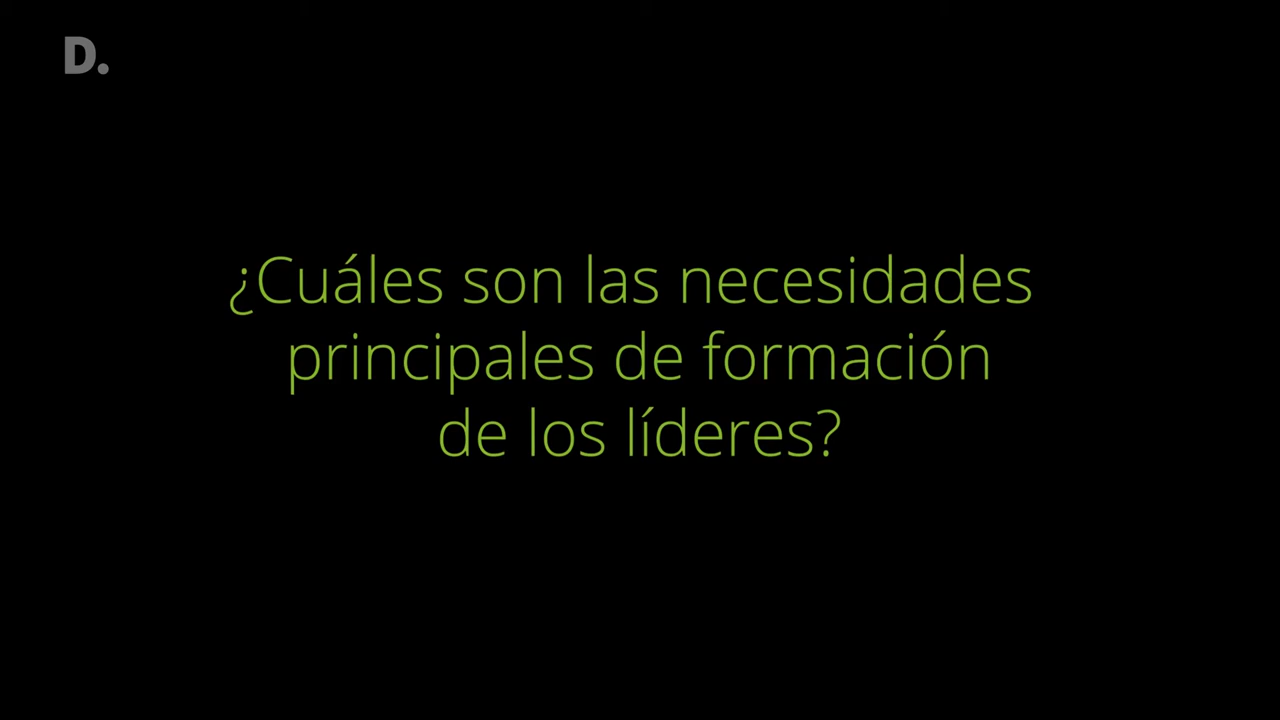 D.
¿Cuáles son las necesidades
principales de formación
de los líderes?